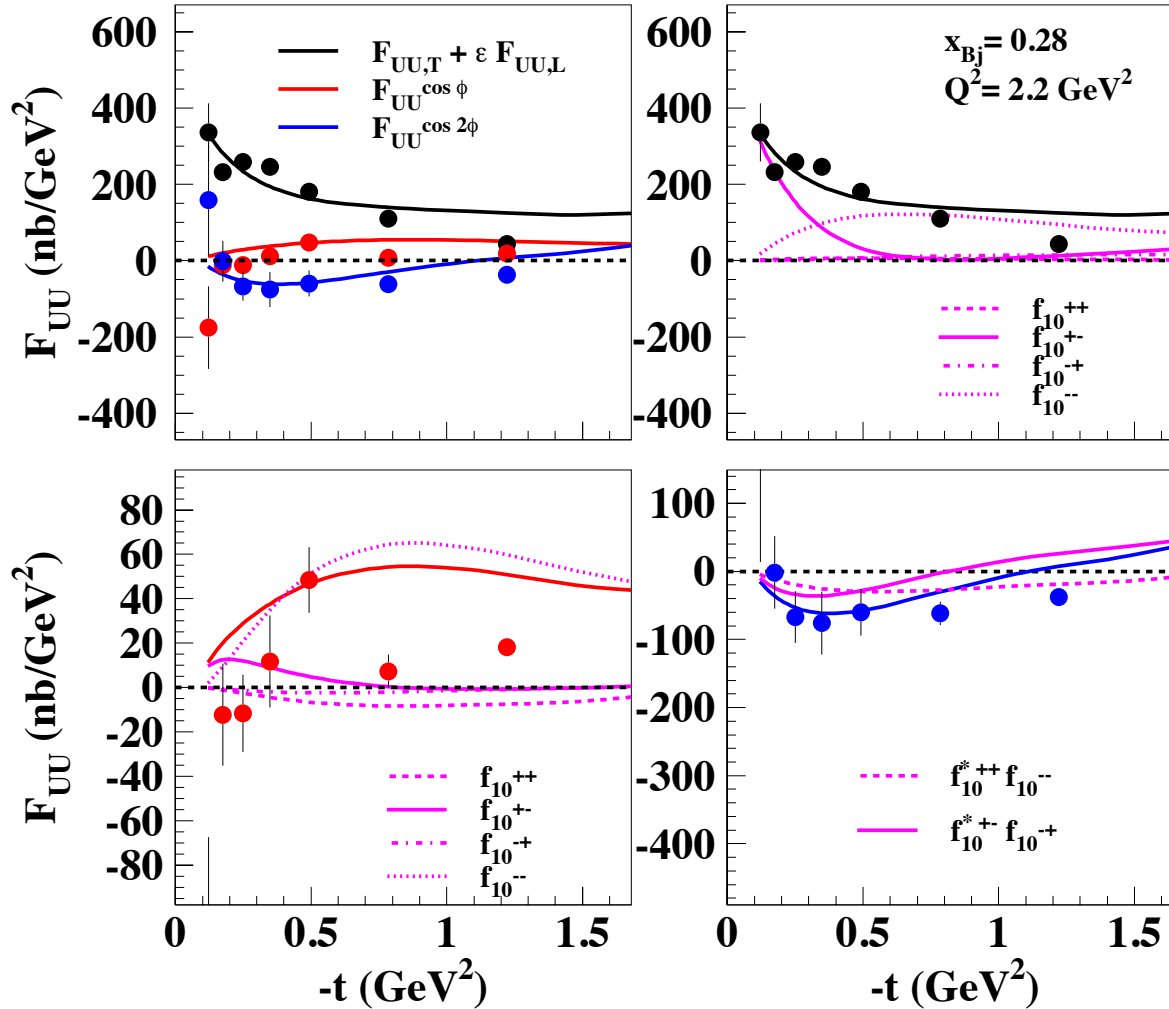 F_UU (nb/GeV²)
600
400
200
0
-200
-400
F_UU,T + ε F_UU,L
F_UU^cos ϕ
F_UU^cos 2ϕ
600
400
200
0
-200
-400
x_Bj= 0.28
Q²= 2.2 GeV²
f_10^++
f_10^+-
f_10^-+
f_10^--
F_UU (nb/GeV²)
80
60
40
20
0
-20
-40
-60
-80
f_10^++
f_10^+-
f_10^-+
f_10^--
0 0.5 1 1.5
-t (GeV²)
100
0
-100
-200
-300
-400
f_10^*++ f_10^--
f_10^*+- f_10^-+
0 0.5 1 1.5
-t (GeV²)